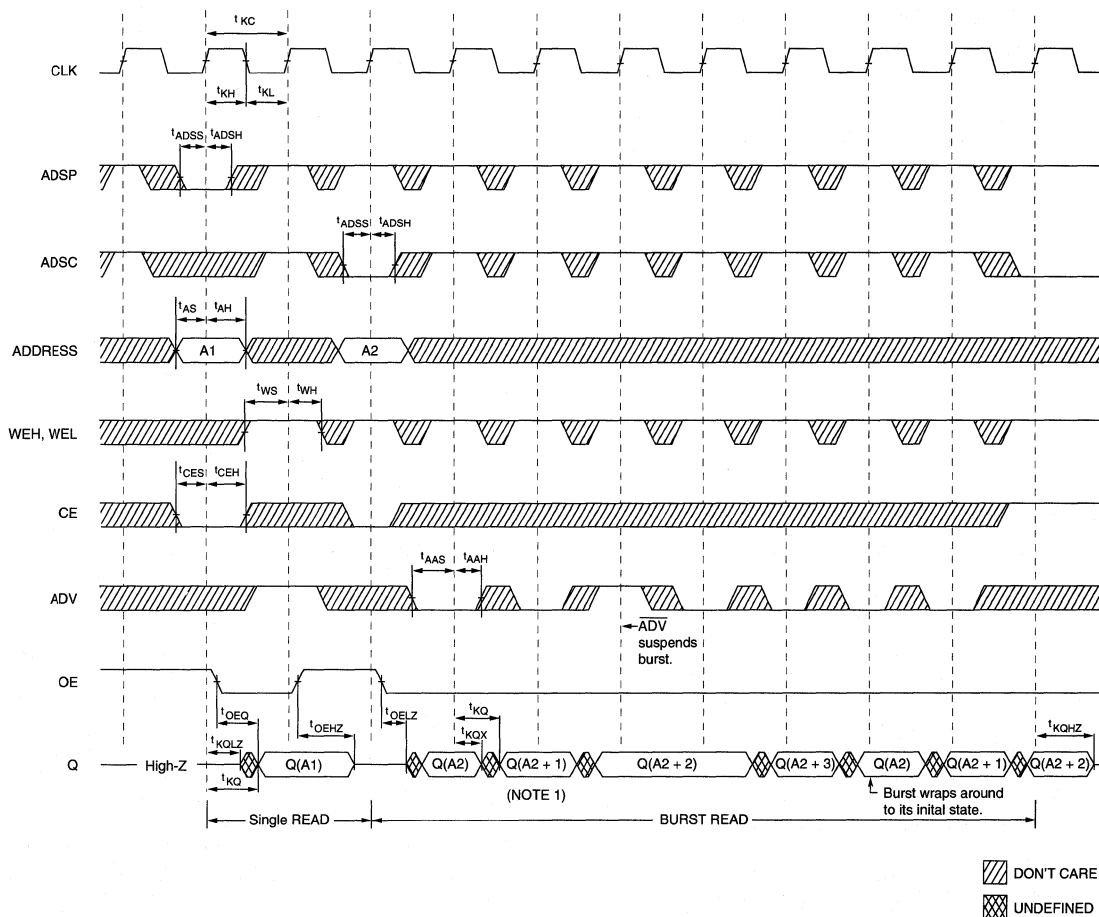 t KC
CLK
tKH
tKL
tADSS
tADSH
ADSP
tADSS
tADSH
ADSC
tAS
tAH
ADDRESS
A1
A2
tWS
tWH
WEH, WEL
tCES
tCEH
CE
tAAS
tAAH
ADV
ADV
suspends
burst.
OE
tOEQ
tOEHZ
tOELZ
tKQ
tKQX
tKQLZ
tKQHZ
Q
High-Z
Q(A1)
Q(A2)
Q(A2 + 1)
Q(A2 + 2)
Q(A2 + 3)
Q(A2)
Q(A2 + 1)
Q(A2 + 2)
tKQ
(NOTE 1)
Burst wraps around
to its inital state.
Single READ
BURST READ
DON'T CARE
UNDEFINED